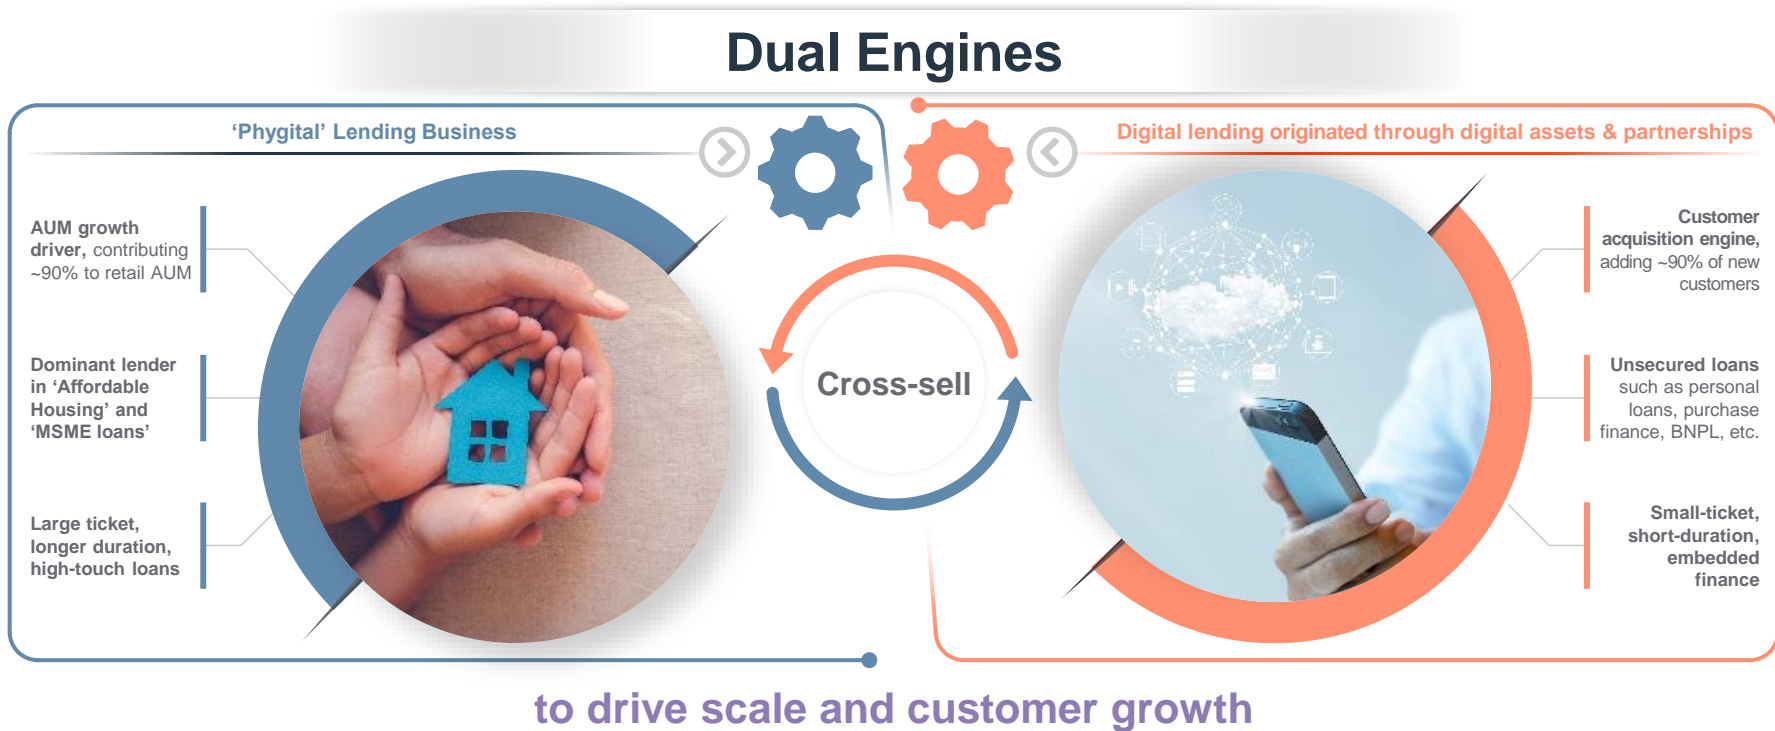 Dual Engines
‘Phygital’ Lending Business
AUM growth
driver, contributing
~90% to retail AUM
Dominant lender
in ‘Affordable
Housing’ and
‘MSME loans’
Large ticket,
longer duration,
high-touch loans
Cross-sell
Digital lending originated through digital assets & partnerships
Customer
acquisition engine,
adding ~90% of new
customers
Unsecured loans
such as personal
loans, purchase
finance, BNPL, etc.
Small-ticket,
short-duration,
embedded
finance
to drive scale and customer growth